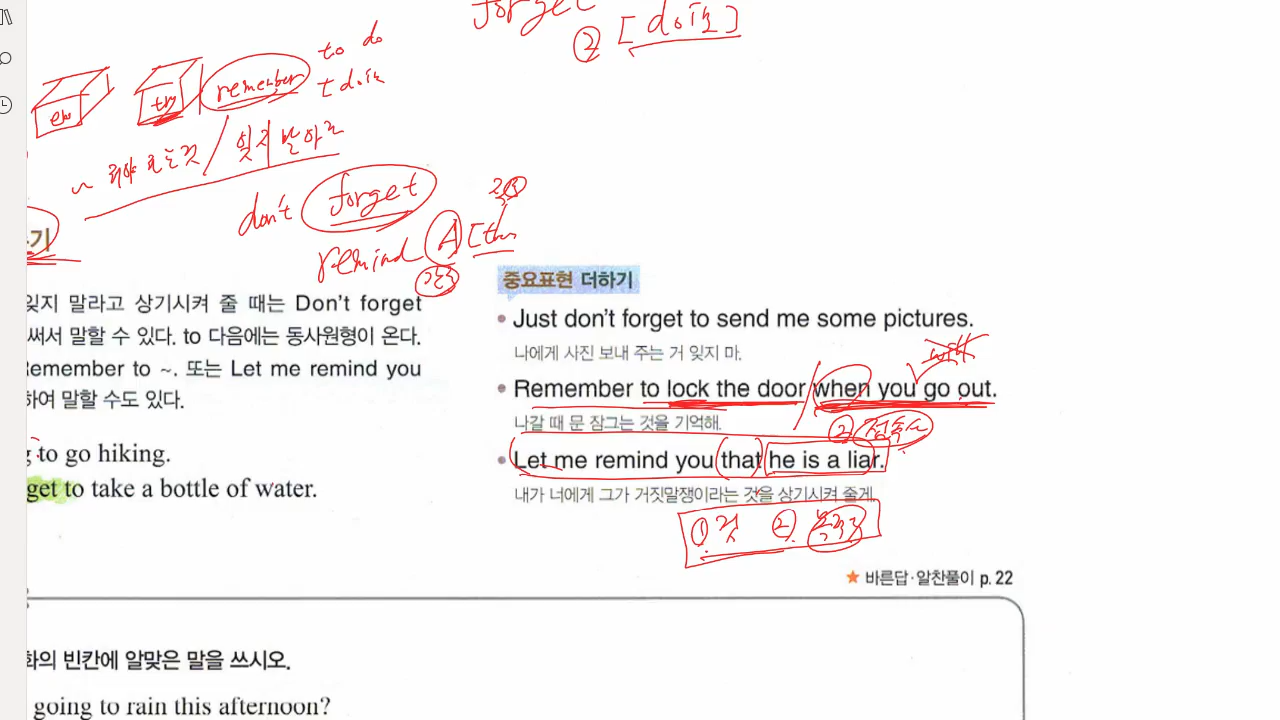 forget
② [doing]
to do
remember
try
잊지 말아라
don't forget
remind A [that
기
잊지 말라고 상기시켜 줄 때는 Don't forget
써서 말할 수 있다. to 다음에는 동사원형이 온다.
Remember to ~. 또는 Let me remind you
하여 말할 수도 있다.
g to go hiking.
get to take a bottle of water.
중요표현 더하기
• Just don't forget to send me some pictures.
나에게 사진 보내 주는 거 잊지 마.
• Remember to lock the door when you go out.
나갈 때 문 잠그는 것을 기억해.
② 접속사
• Let me remind you that he is a liar.
내가 너에게 그가 거짓말쟁이라는 것을 상기시켜 줄게.
① 것 ②
★ 바른답·알찬풀이 p. 22
화의 빈칸에 알맞은 말을 쓰시오.
going to rain this afternoon?